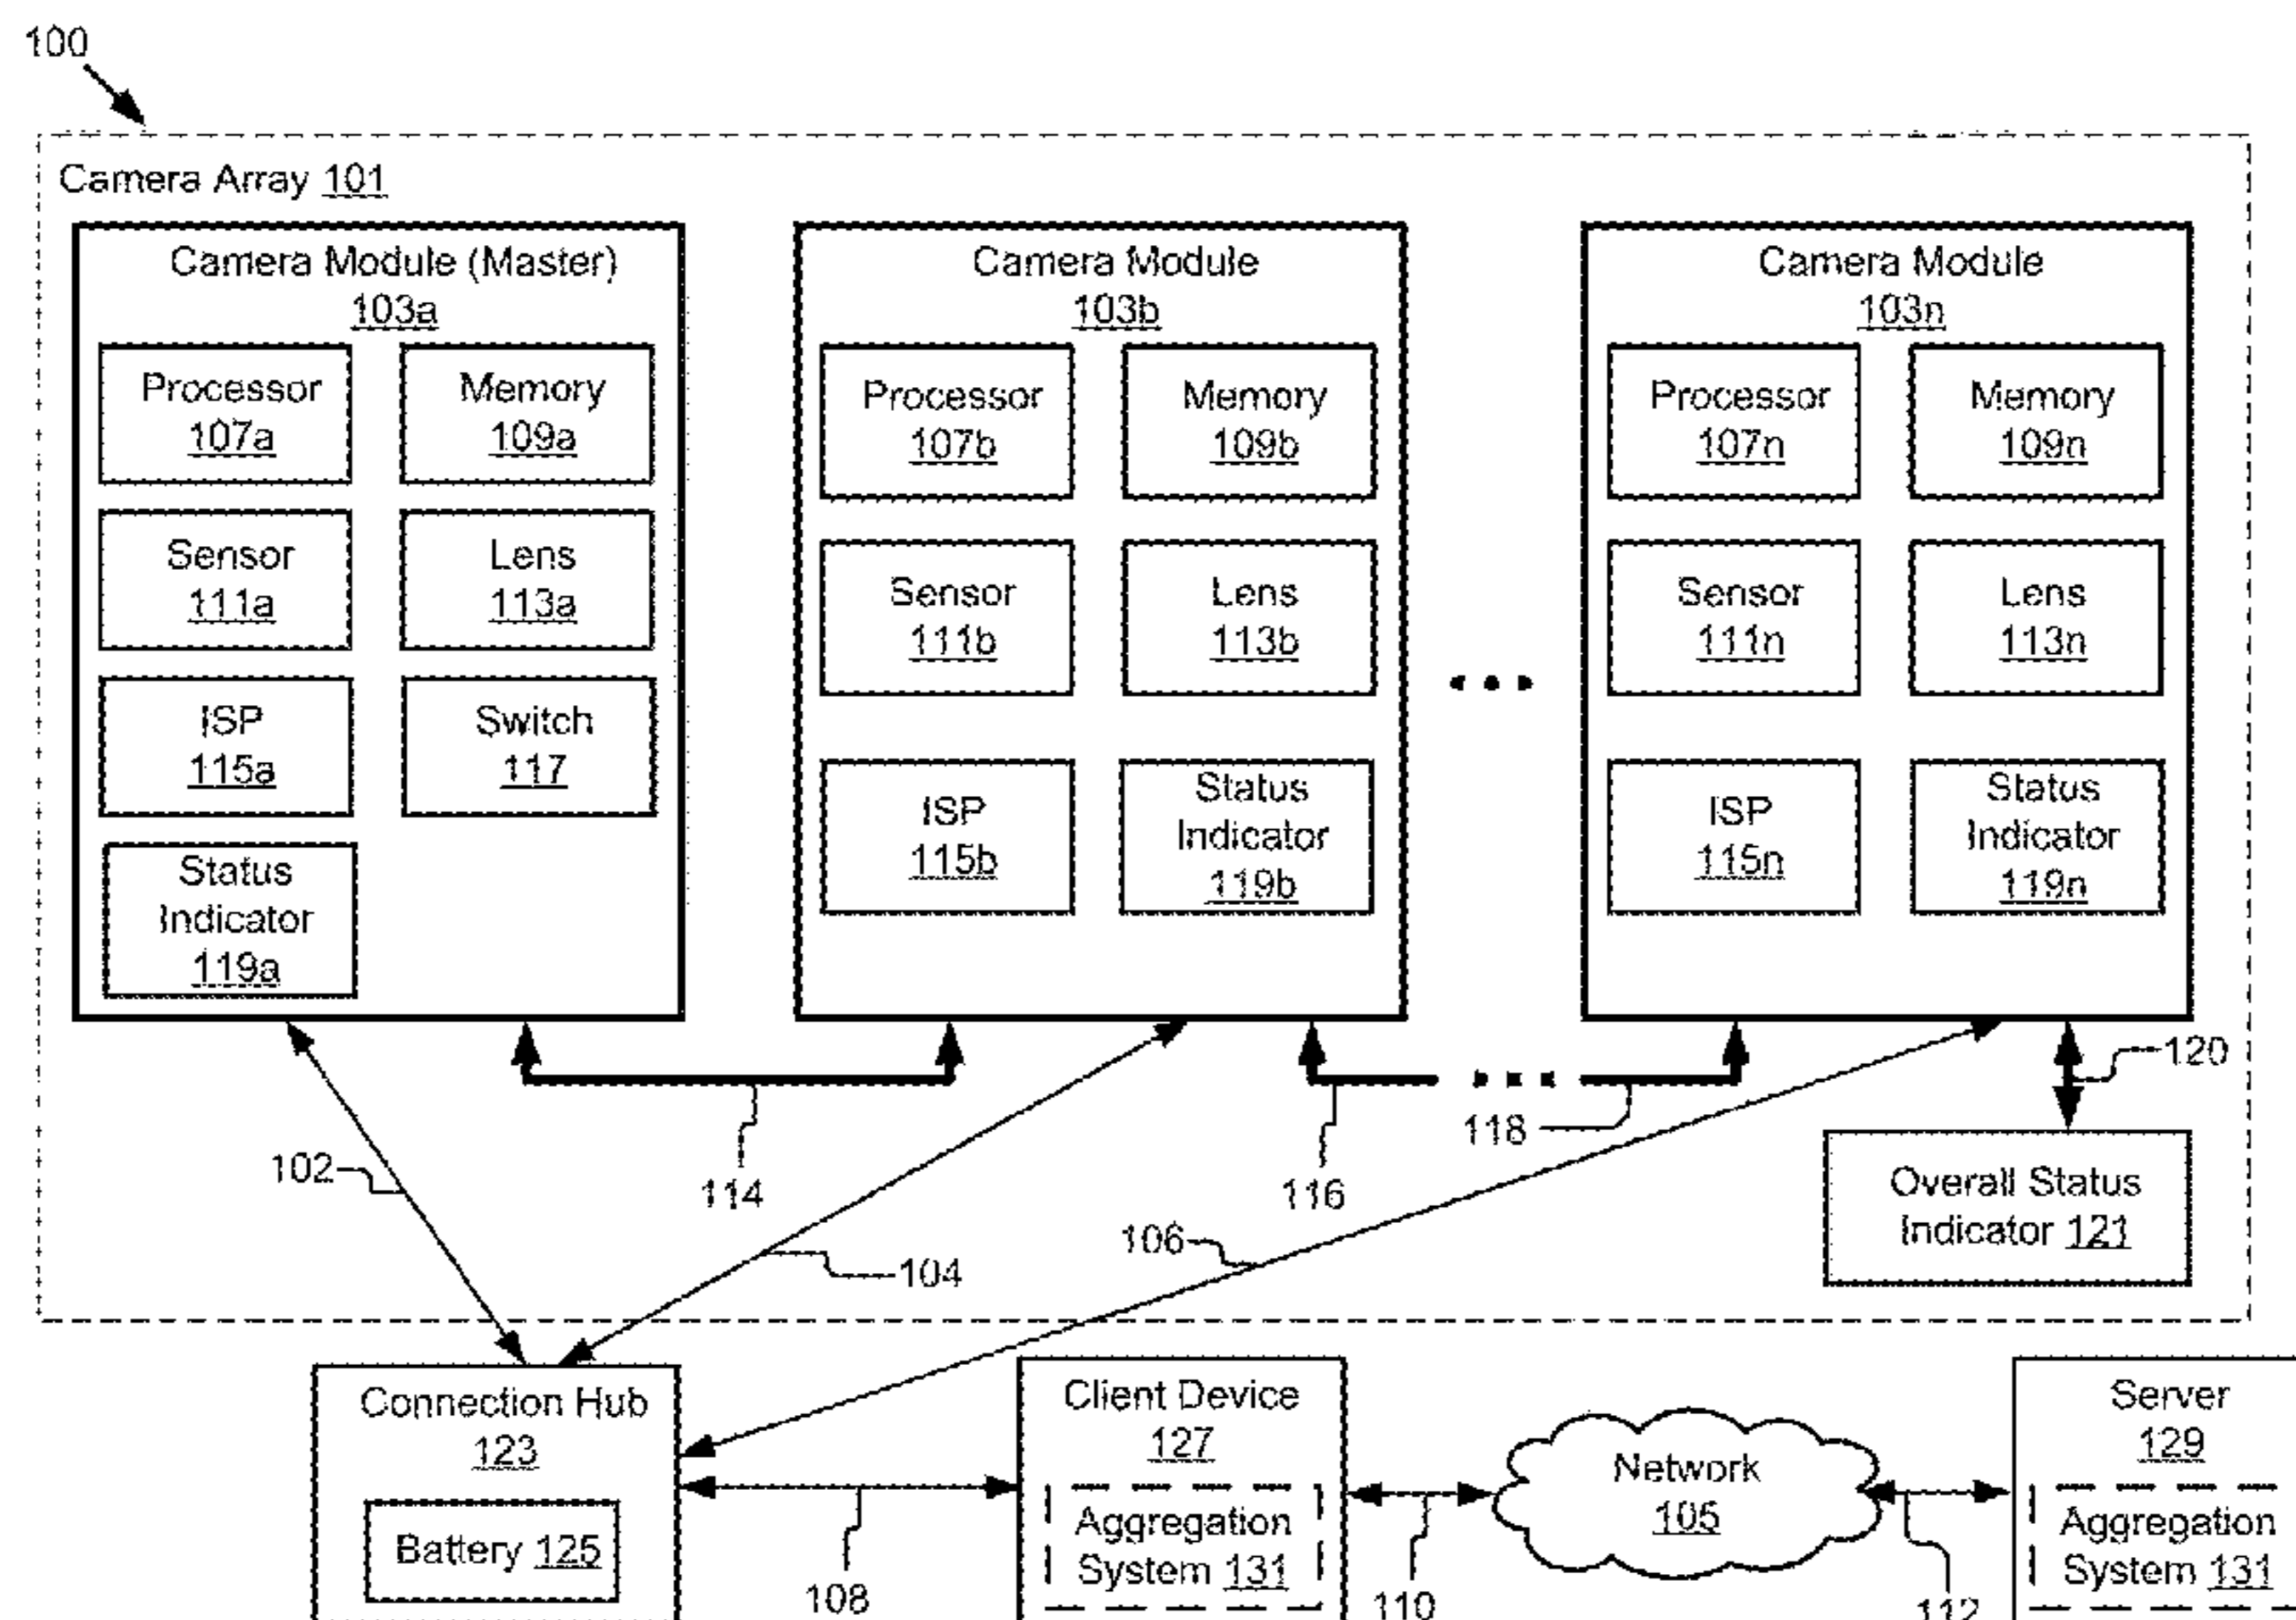 100
Camera Array 101
Camera Module (Master)
103a
Processor
107a
Memory
109a
Sensor
111a
Lens
113a
ISP
115a
Switch
117
Status
Indicator
119a
Camera Module
103b
Processor
107b
Memory
109b
Sensor
111b
Lens
113b
ISP
115b
Status
Indicator
119b
Camera Module
103n
Processor
107n
Memory
109n
Sensor
111n
Lens
113n
ISP
115n
Status
Indicator
119n
102
114
104
116
118
106
120
Overall Status
Indicator 121
Connection Hub
123
Battery 125
108
Client Device
127
Aggregation
System 131
110
Network
105
112
Server
129
Aggregation
System 131